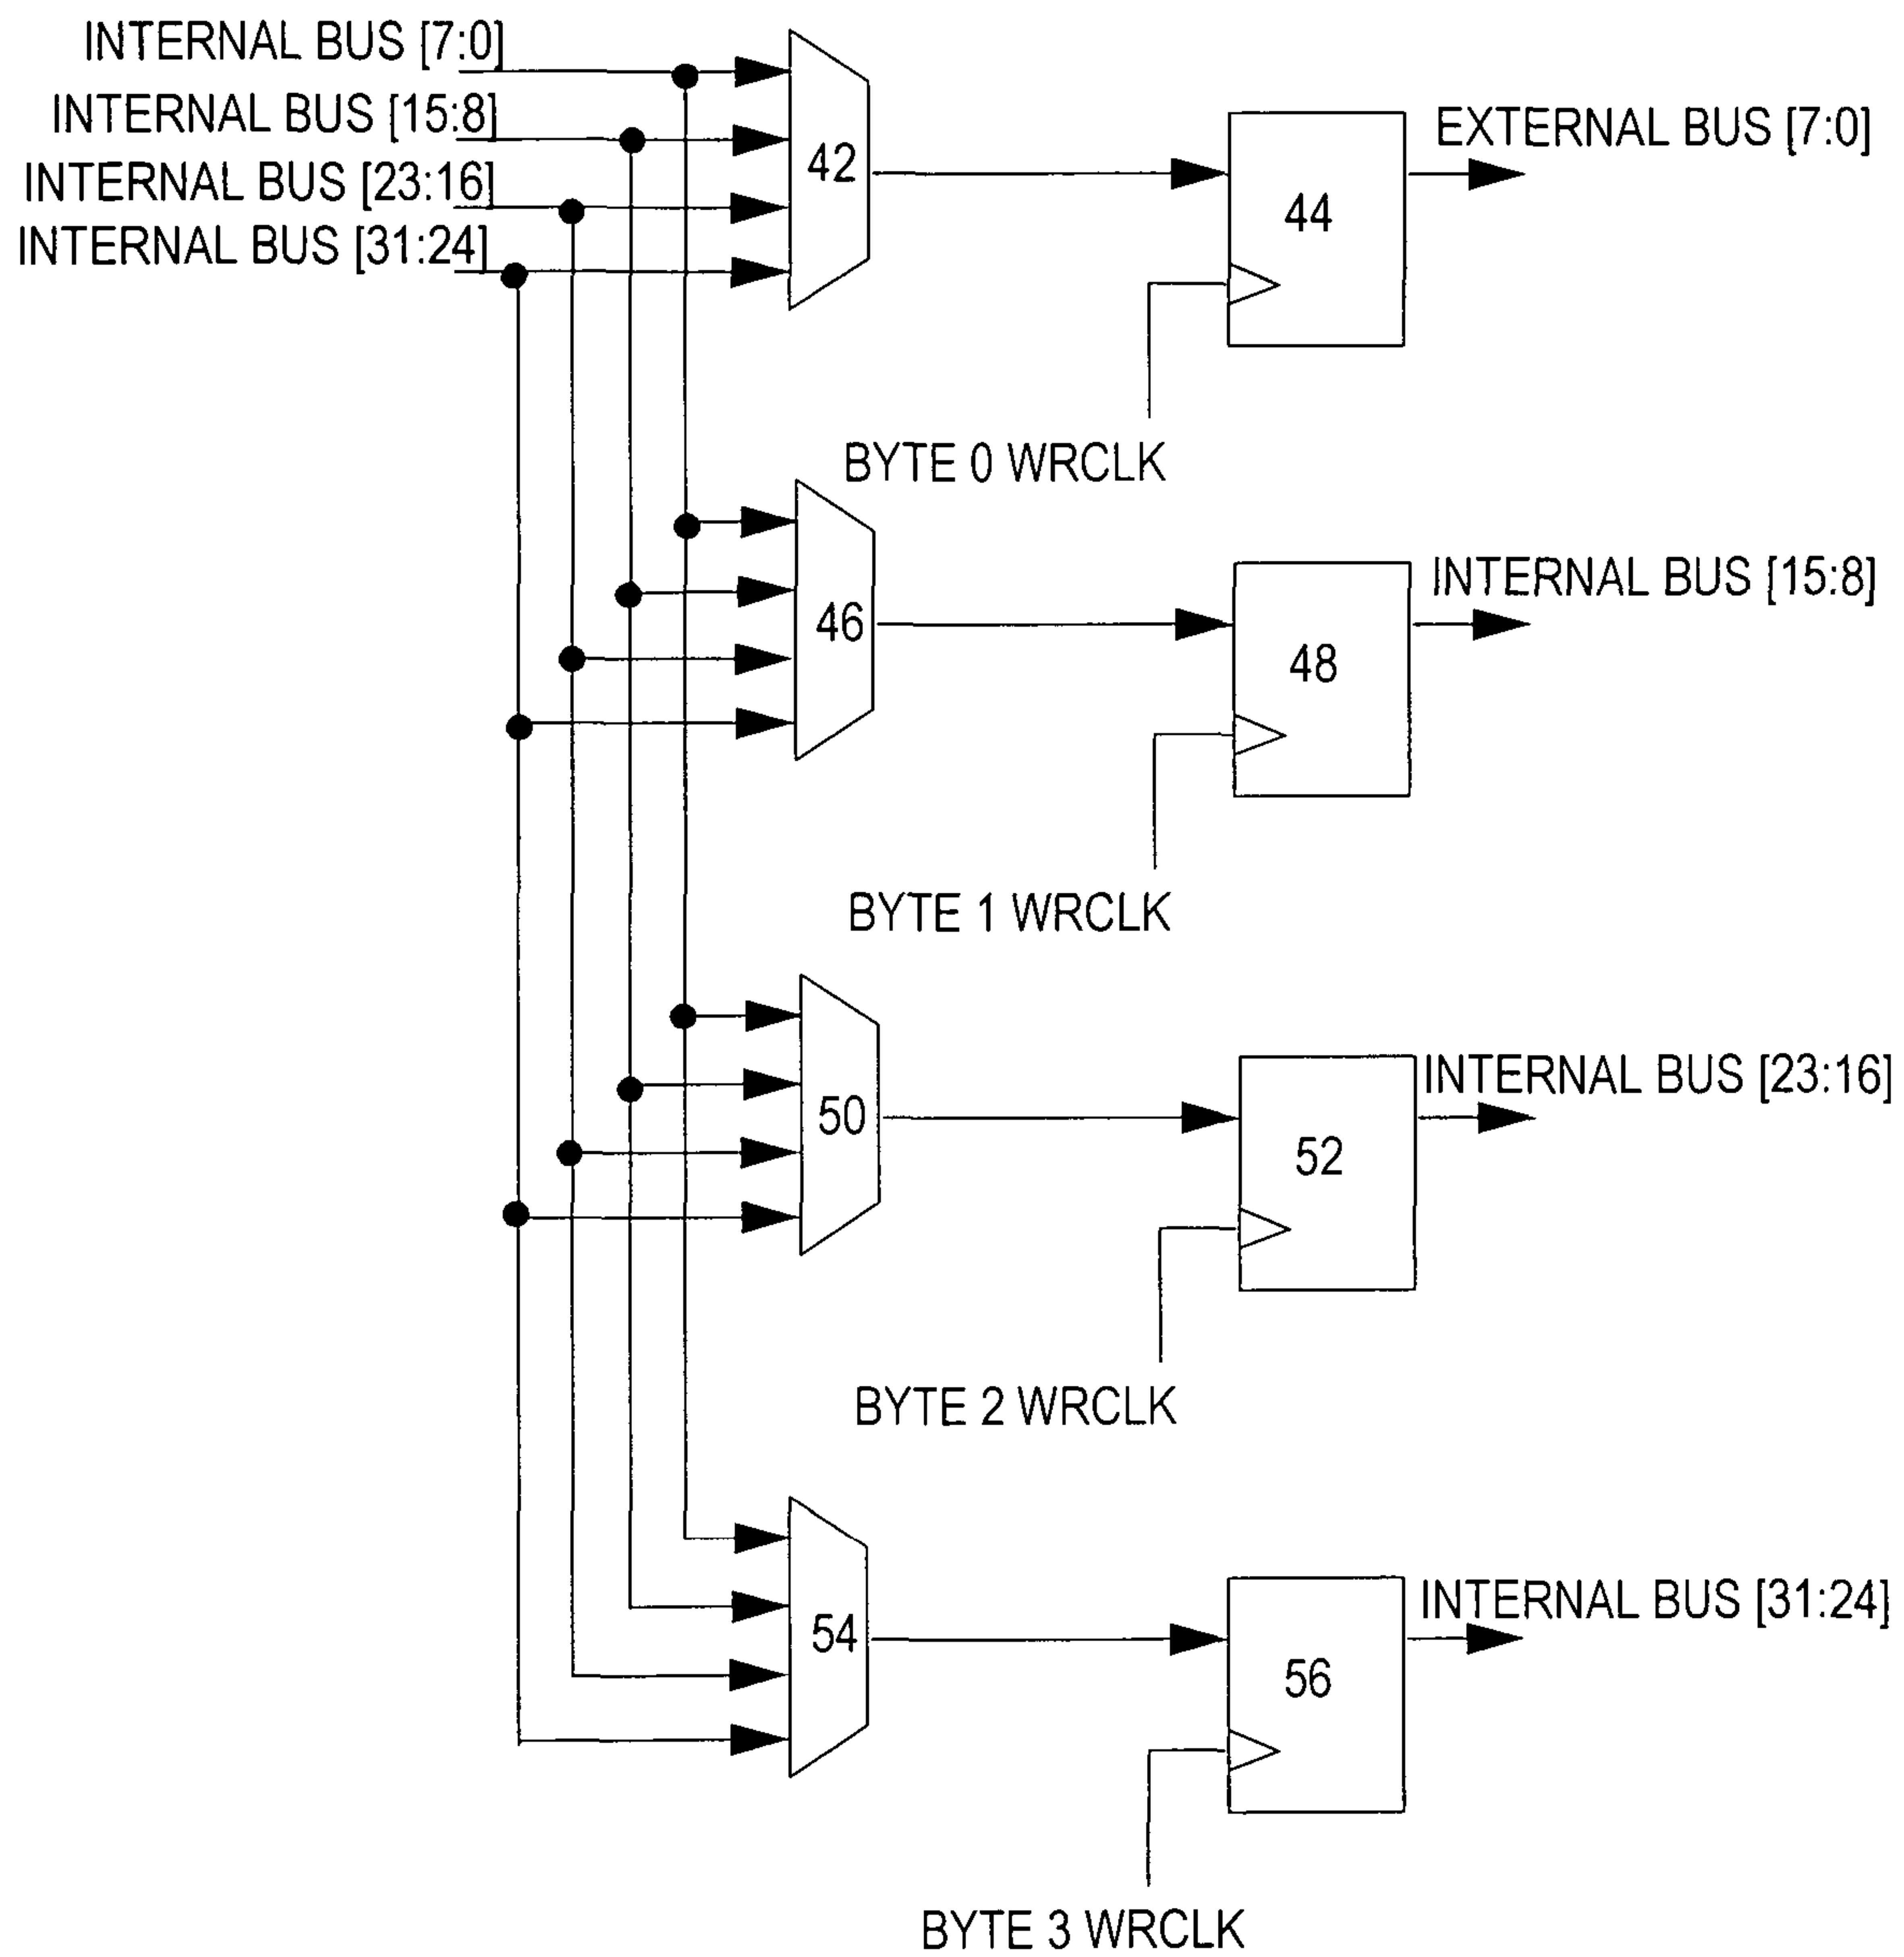 INTERNAL BUS [7:0]
INTERNAL BUS [15:8]
INTERNAL BUS [23:16]
INTERNAL BUS [31:24]
42
44
EXTERNAL BUS [7:0]
BYTE 0 WRCLK
46
48
INTERNAL BUS [15:8]
BYTE 1 WRCLK
50
52
INTERNAL BUS [23:16]
BYTE 2 WRCLK
54
56
INTERNAL BUS [31:24]
BYTE 3 WRCLK